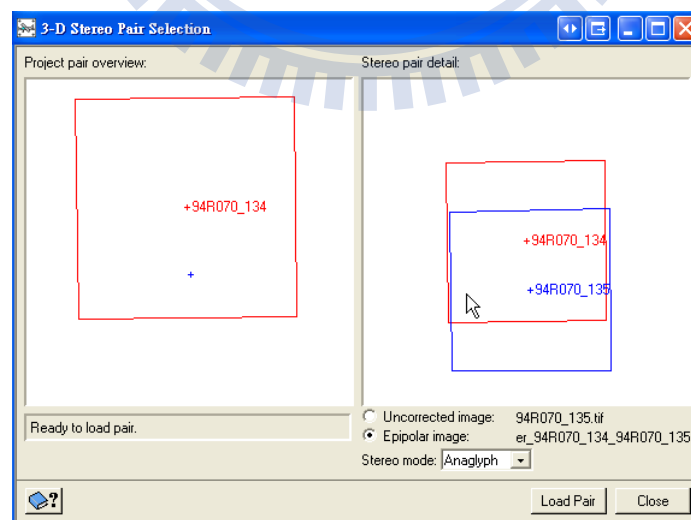 3-D Stereo Pair Selection
Project pair overview:
Stereo pair detail:
+94R070_134
+
+94R070_134
+94R070_135
Ready to load pair.
Uncorrected image: 94R070_135.tif
Epipolar image: er_94R070_134_94R070_135
Stereo mode: Anaglyph
?
Load Pair
Close